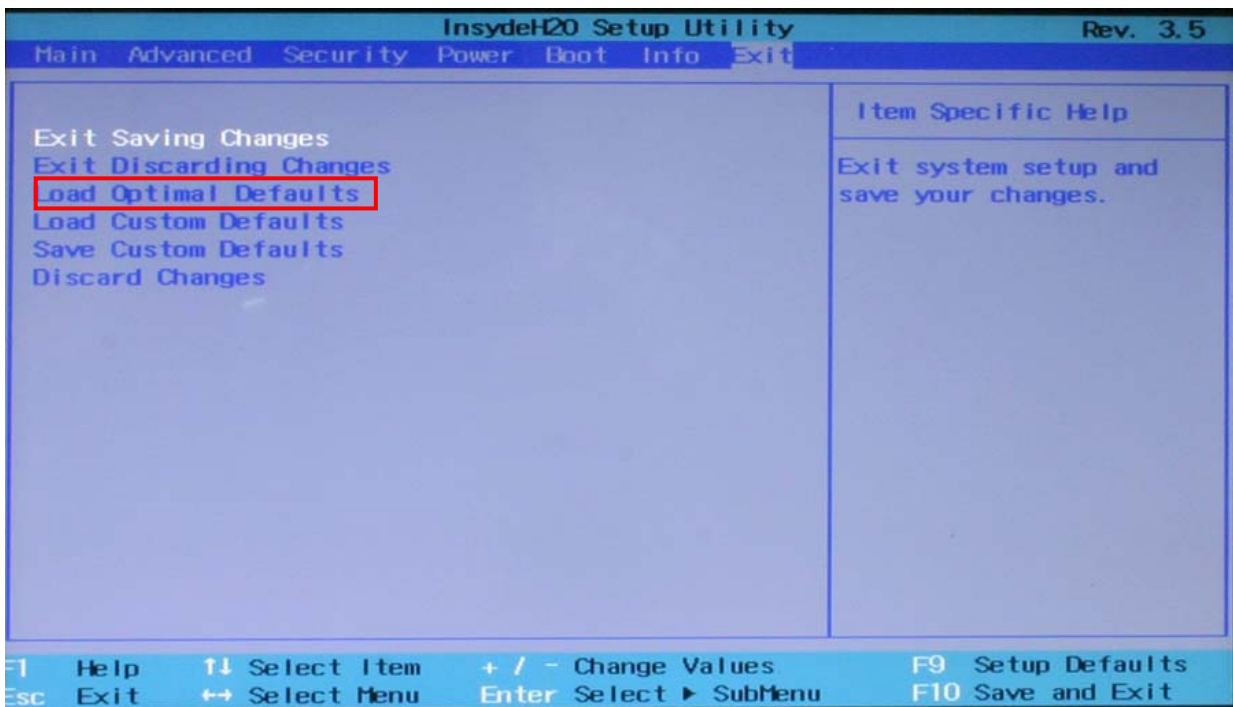 InsydeH2O Setup Utility Rev. 3.5
Main Advanced Security Power Boot Info Exit
Item Specific Help
Exit Saving Changes
Exit Discarding Changes
Load Optimal Defaults
Load Custom Defaults
Save Custom Defaults
Discard Changes
Exit system setup and
save your changes.
F1 Help ↑↓ Select Item + / - Change Values F9 Setup Defaults
Esc Exit ↔ Select Menu Enter Select ▶ SubMenu F10 Save and Exit